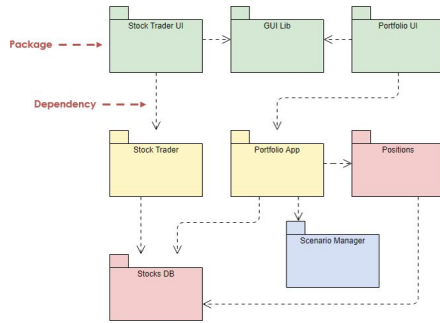 Stock Trader UI
GUI Lib
Portfolio UI
Package
Dependency
Stock Trader
Portfolio App
Positions
Scenario Manager
Stocks DB